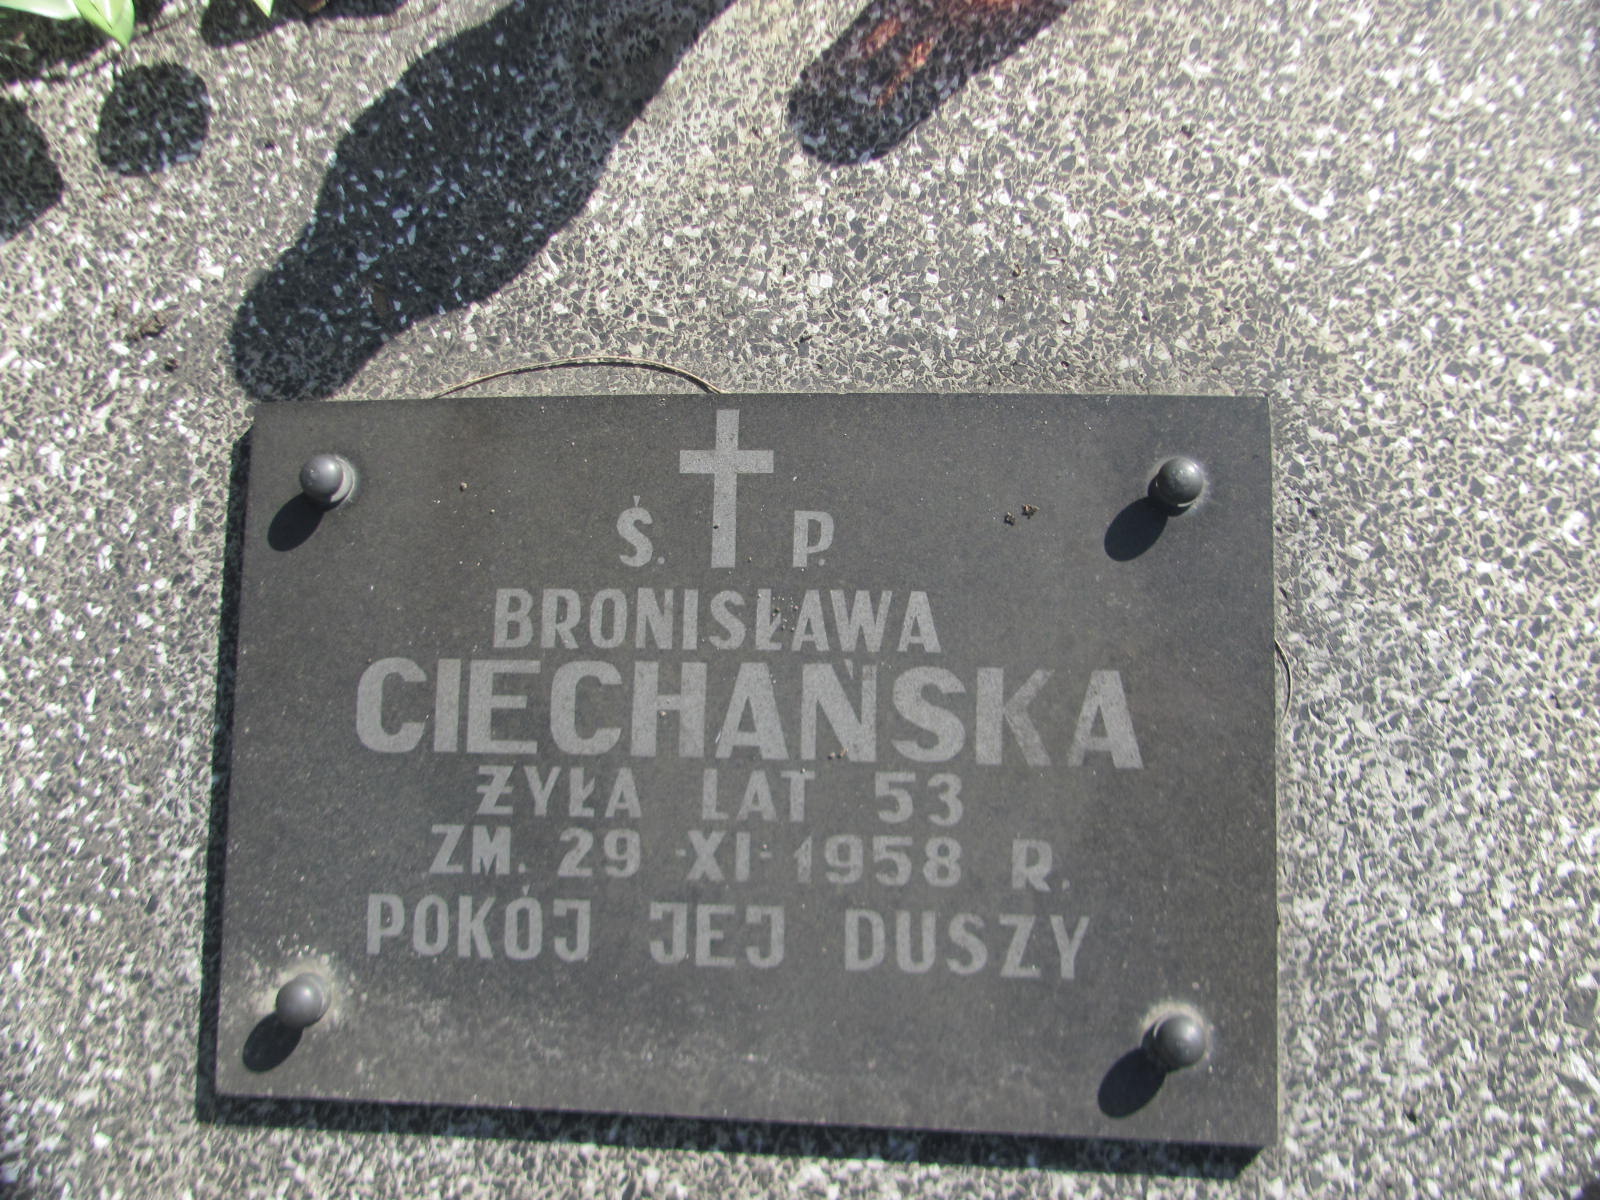 Ś. P.
BRONISŁAWA
CIECHAŃSKA
ŻYŁA LAT 53
ZM. 29 -XI- 1958 R.
POKÓJ JEJ DUSZY